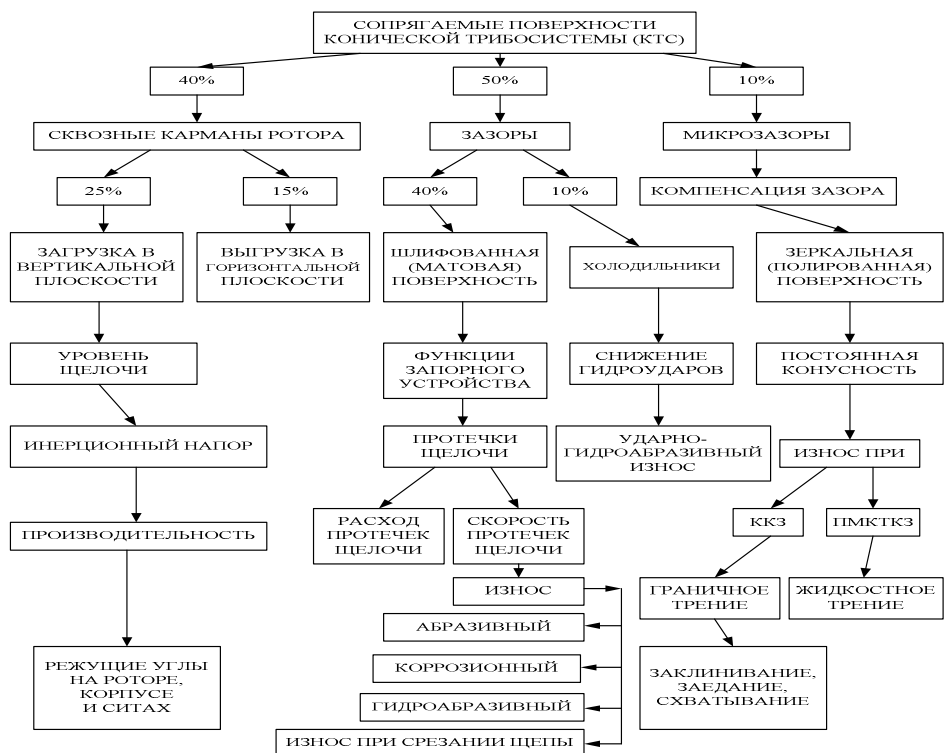 СОПРЯГАЕМЫЕ ПОВЕРХНОСТИ
КОНИЧЕСКОЙ ТРИБОСИСТЕМЫ (КТС)
40%
50%
10%
СКВОЗНЫЕ КАРМАНЫ РОТОРА
ЗАЗОРЫ
МИКРОЗАЗОРЫ
25%
15%
40%
10%
КОМПЕНСАЦИЯ ЗАЗОРА
ЗАГРУЗКА В
ВЕРТИКАЛЬНОЙ
ПЛОСКОСТИ
ВЫГРУЗКА В
ГОРИЗОНТАЛЬНОЙ
ПЛОСКОСТИ
ШЛИФОВАННАЯ
(МАТОВАЯ)
ПОВЕРХНОСТЬ
ХОЛОДИЛЬНИКИ
ЗЕРКАЛЬНАЯ
(ПОЛИРОВАННАЯ)
ПОВЕРХНОСТЬ
УРОВЕНЬ
ЩЕЛОЧИ
ФУНКЦИИ
ЗАПОРНОГО
УСТРОЙСТВА
СНИЖЕНИЕ
ГИДРОУДАРОВ
ПОСТОЯННАЯ
КОНУСНОСТЬ
ИНЕРЦИОННЫЙ НАПОР
ПРОТЕЧКИ
ЩЕЛОЧИ
УДАРНО-
ГИДРОАБРАЗИВНЫЙ
ИЗНОС
ИЗНОС ПРИ
ПРОИЗВОДИТЕЛЬНОСТЬ
РАСХОД
ПРОТЕЧЕК
ЩЕЛОЧИ
СКОРОСТЬ
ПРОТЕЧЕК
ЩЕЛОЧИ
ККЗ
ПМКТКЗ
ИЗНОС
ГРАНИЧНОЕ
ТРЕНИЕ
ЖИДКОСТНОЕ
ТРЕНИЕ
АБРАЗИВНЫЙ
РЕЖУЩИЕ УГЛЫ
НА РОТОРЕ,
КОРПУСЕ
И СИТАХ
КОРРОЗИОННЫЙ
ЗАКЛИНИВАНИЕ,
ЗАЕДАНИЕ,
СХВАТЫВАНИЕ
ГИДРОАБРАЗИВНЫЙ
ИЗНОС ПРИ СРЕЗАНИИ ЩЕПЫ